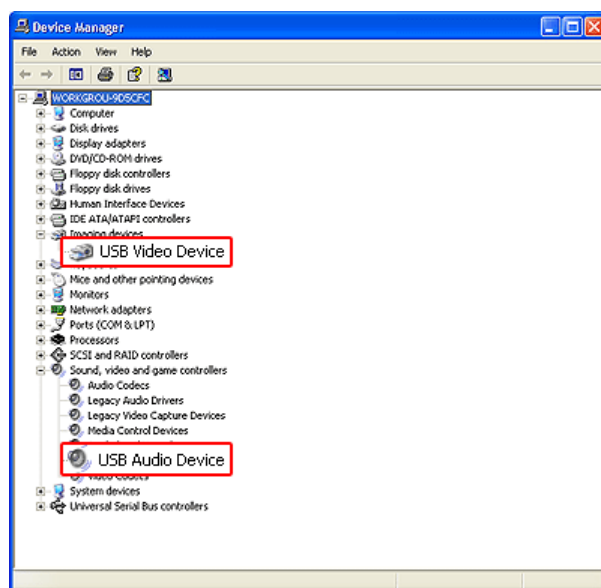 Device Manager
File Action View Help
WORKGROU-9D5CFC
Computer
Disk drives
Display adapters
DVD/CD-ROM drives
Floppy disk controllers
Floppy disk drives
Human Interface Devices
IDE ATA/ATAPI controllers
Imaging devices
USB Video Device
Mice and other pointing devices
Monitors
Network adapters
Ports (COM & LPT)
Processors
SCSI and RAID controllers
Sound, video and game controllers
Audio Codecs
Legacy Audio Drivers
Legacy Video Capture Devices
Media Control Devices
USB Audio Device
Video Codecs
System devices
Universal Serial Bus controllers